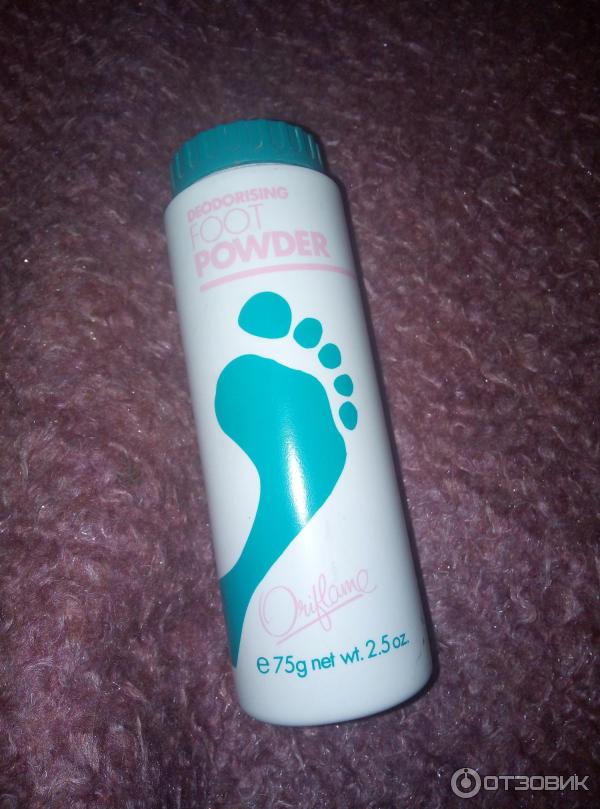 DEODORISING
FOOT
POWDER
Oriflame
e 75g net wt. 2.5 oz.
ОТЗОВИК